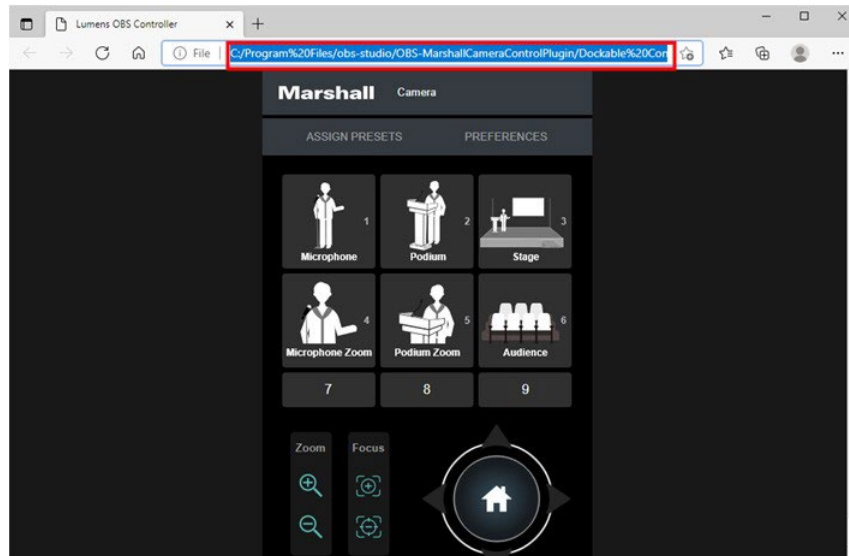 Lumens OBS Controller
File C:/Program%20Files/obs-studio/OBS-MarshallCameraControlPlugin/Dockable%20Con
Marshall Camera
ASSIGN PRESETS PREFERENCES
1 2 3
Microphone Podium Stage
4 5 6
Microphone Zoom Podium Zoom Audience
7 8 9
Zoom Focus